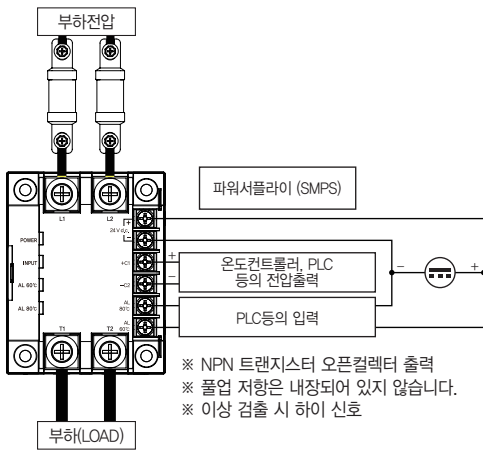 부하전압
L1
L2
파워서플라이 (SMPS)
+
24V d.c.
−
POWER
INPUT
+C1
+
온도컨트롤러, PLC
등의 전압출력
−
+
AL 60℃
−C2
−
AL 80℃
AL
80℃
PLC등의 입력
AL
60℃
T1
T2
※ NPN 트랜지스터 오픈컬렉터 출력
※ 풀업 저항은 내장되어 있지 않습니다.
※ 이상 검출 시 하이 신호
부하(LOAD)